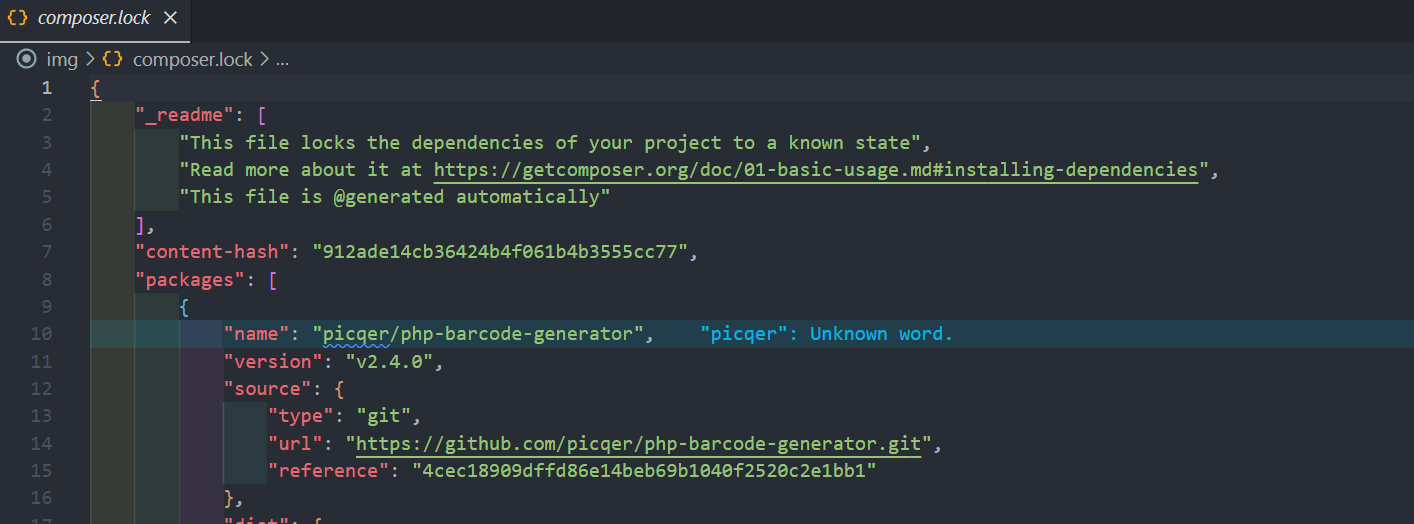 composer.lock
img > composer.lock > ...
1 {
2 "_readme": [
3 "This file locks the dependencies of your project to a known state",
4 "Read more about it at https://getcomposer.org/doc/01-basic-usage.md#installing-dependencies",
5 "This file is @generated automatically"
6 ],
7 "content-hash": "912ade14cb36424b4f061b4b3555cc77",
8 "packages": [
9 {
10 "name": "picqer/php-barcode-generator", "picqer": Unknown word.
11 "version": "v2.4.0",
12 "source": {
13 "type": "git",
14 "url": "https://github.com/picqer/php-barcode-generator.git",
15 "reference": "4cec18909dffd86e14beb69b1040f2520c2e1bb1"
16 },
17 "dist": {